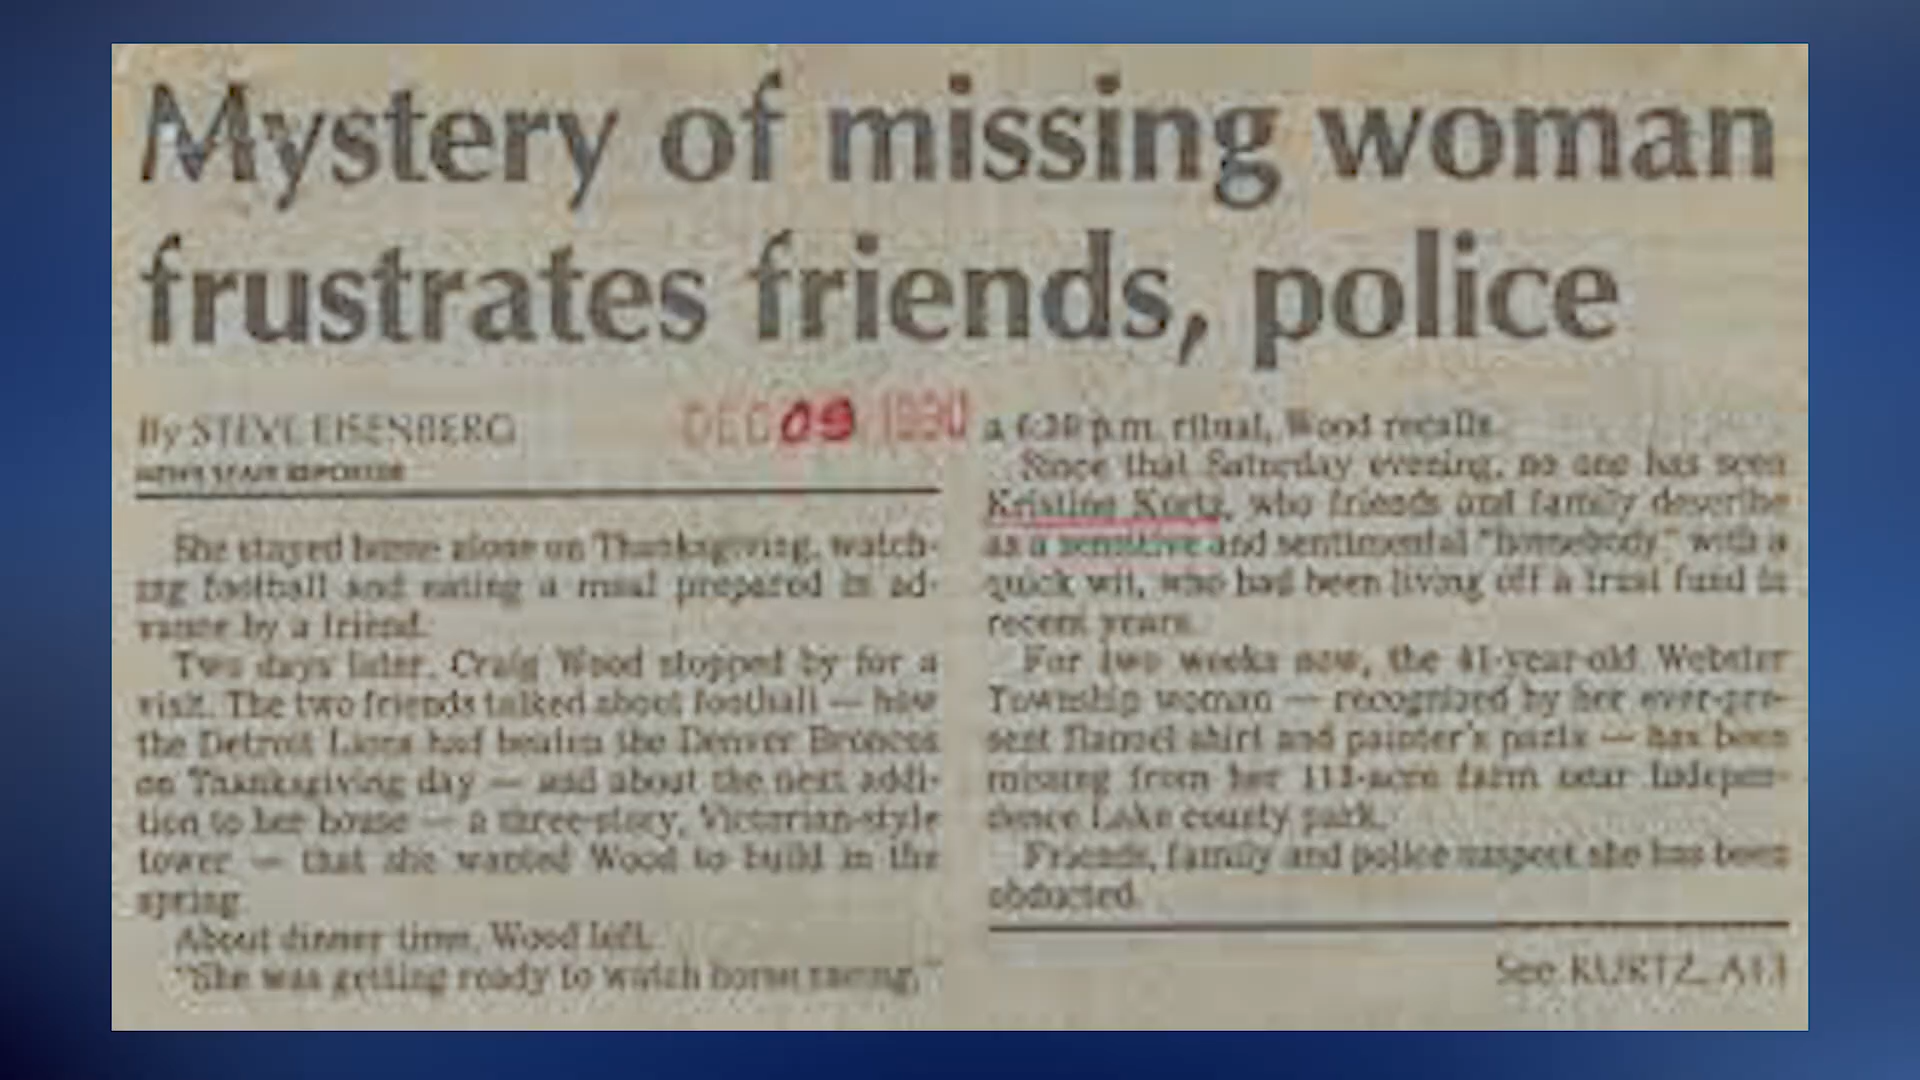 Mystery of missing woman
frustrates friends, police
By STEVE EISENBERG
NEWS STAFF REPORTER
DEC 09 1990
She stayed home alone on Thanksgiving, watch-
ing football and eating a meal prepared in ad-
vance by a friend.
Two days later, Craig Wood stopped by for a
visit. The two friends talked about football — how
the Detroit Lions had beaten the Denver Broncos
on Thanksgiving day — and about the next addi-
tion to her house — a three-story, Victorian-style
tower — that she wanted Wood to build in the
spring.
About dinner time, Wood left.
"She was getting ready to watch horse racing,"
a 6:30 p.m. ritual, Wood recalls.
Since that Saturday evening, no one has seen
Kristine Kurtz, who friends and family describe
as a sensitive and sentimental "homebody" with a
quick wit, who had been living off a trust fund in
recent years.
For two weeks now, the 41-year-old Webster
Township woman — recognized by her ever-pre-
sent flannel shirt and painter's pants — has been
missing from her farm near Indepen-
dence Lake county park.
Friends, family and police suspect she has been
abducted.
See KURTZ, A13